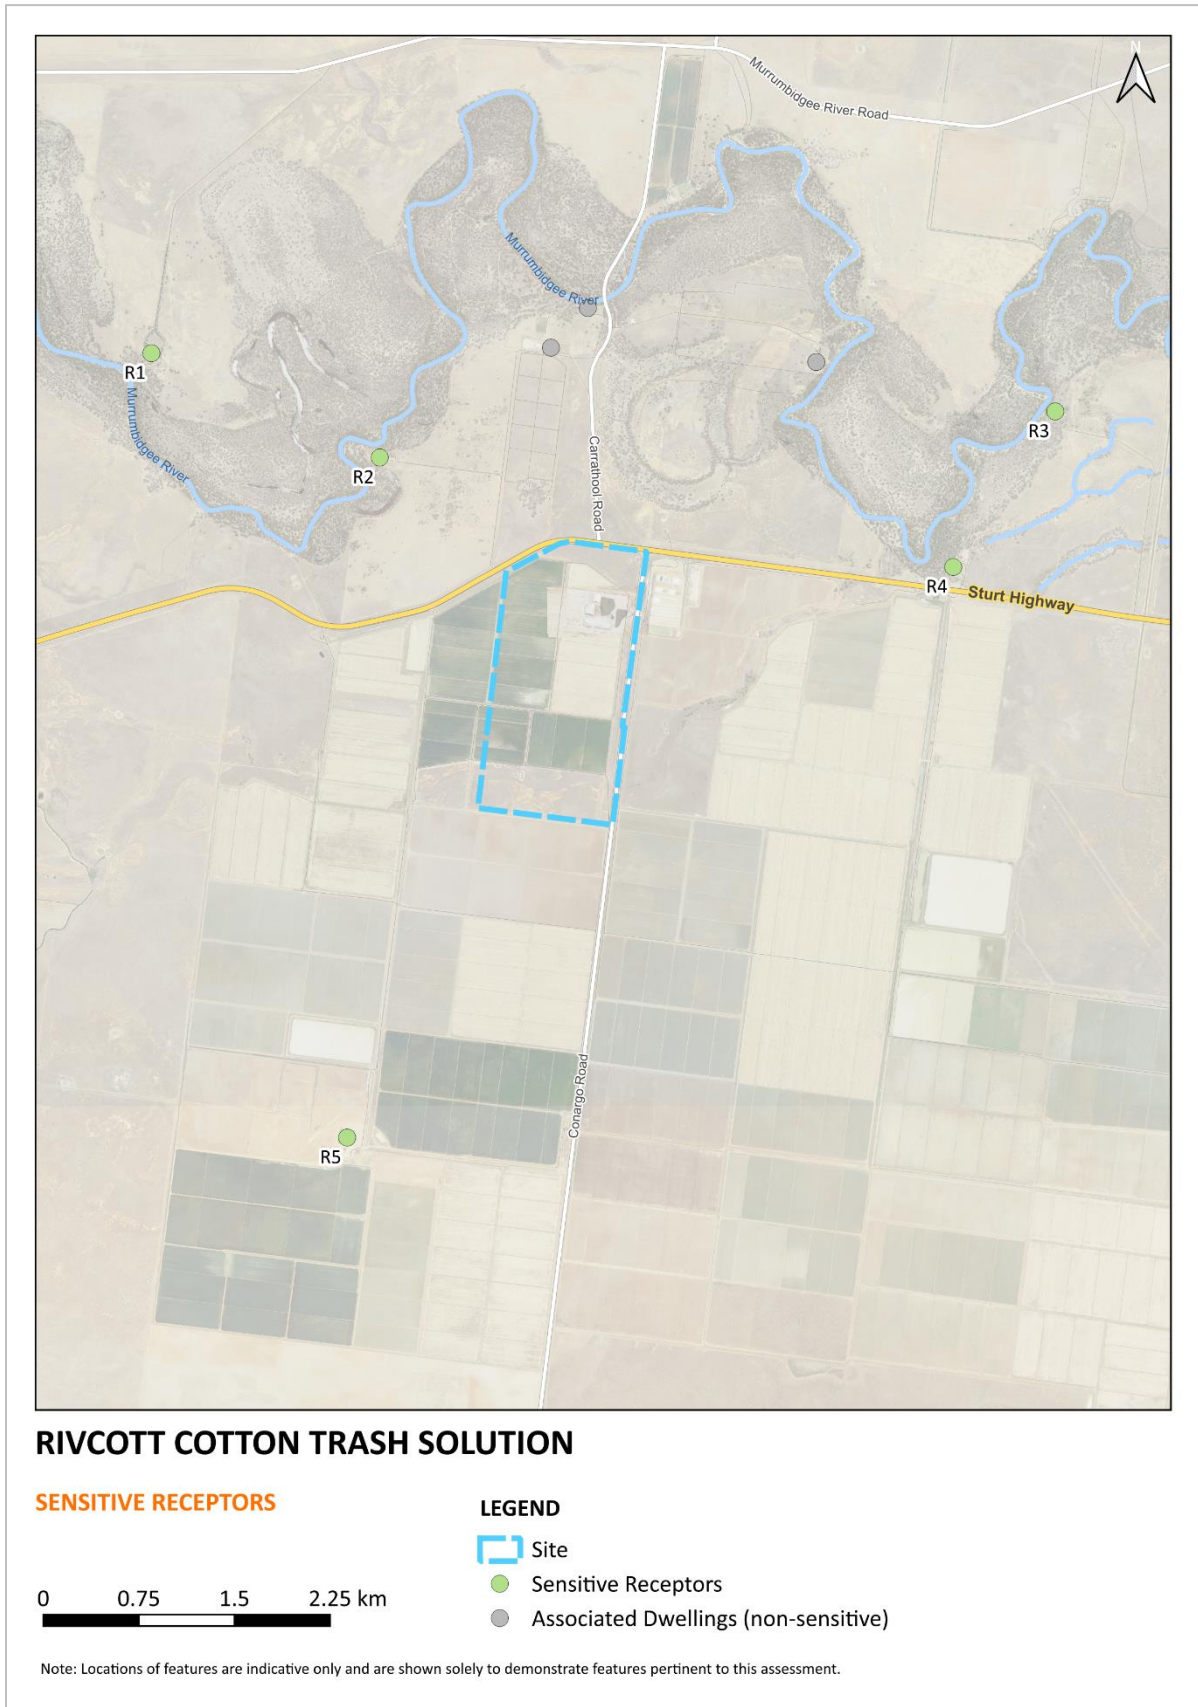 N
Murrumbidgee River Road
Murrumbidgee River
R1
Murrumbidgee River
R2
R3
Carrathool Road
R4
Sturt Highway
Conargo Road
R5
RIVCOTT COTTON TRASH SOLUTION
SENSITIVE RECEPTORS
LEGEND
Site
Sensitive Receptors
Associated Dwellings (non-sensitive)
0 0.75 1.5 2.25 km
Note: Locations of features are indicative only and are shown solely to demonstrate features pertinent to this assessment.